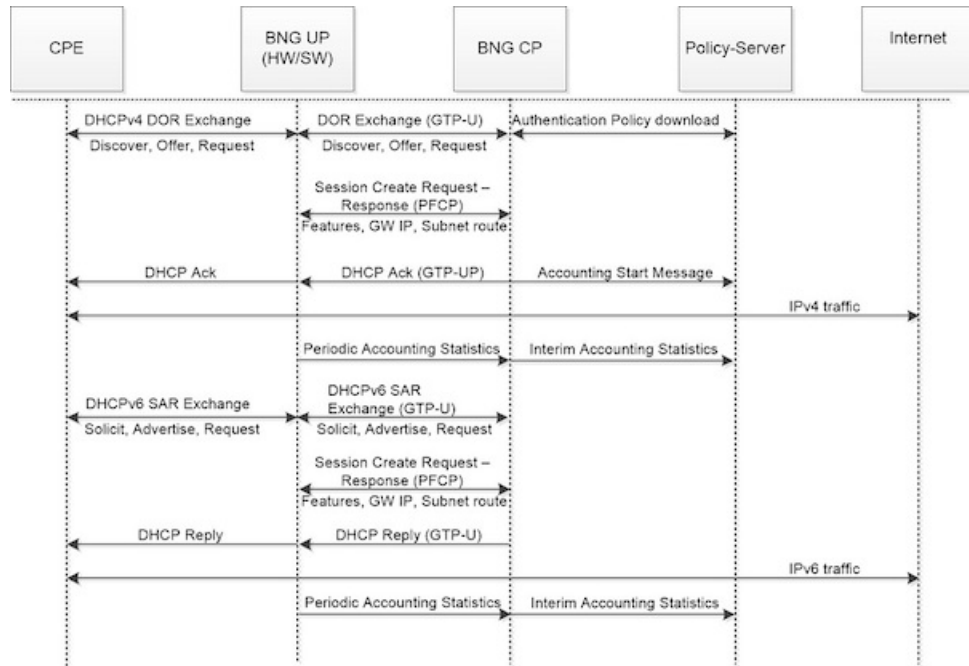 CPE
BNG UP
(HW/SW)
BNG CP
Policy-Server
Internet
DHCPv4 DOR Exchange
Discover, Offer, Request
DOR Exchange (GTP-U)
Discover, Offer, Request
Authentication Policy download
Session Create Request –
Response (PFCP)
Features, GW IP, Subnet route
DHCP Ack
DHCP Ack (GTP-UP)
Accounting Start Message
IPv4 traffic
Periodic Accounting Statistics
Interim Accounting Statistics
DHCPv6 SAR Exchange
Solicit, Advertise, Request
DHCPv6 SAR
Exchange (GTP-U)
Solicit, Advertise, Request
Session Create Request –
Response (PFCP)
Features, GW IP, Subnet route
DHCP Reply
DHCP Reply (GTP-U)
IPv6 traffic
Periodic Accounting Statistics
Interim Accounting Statistics